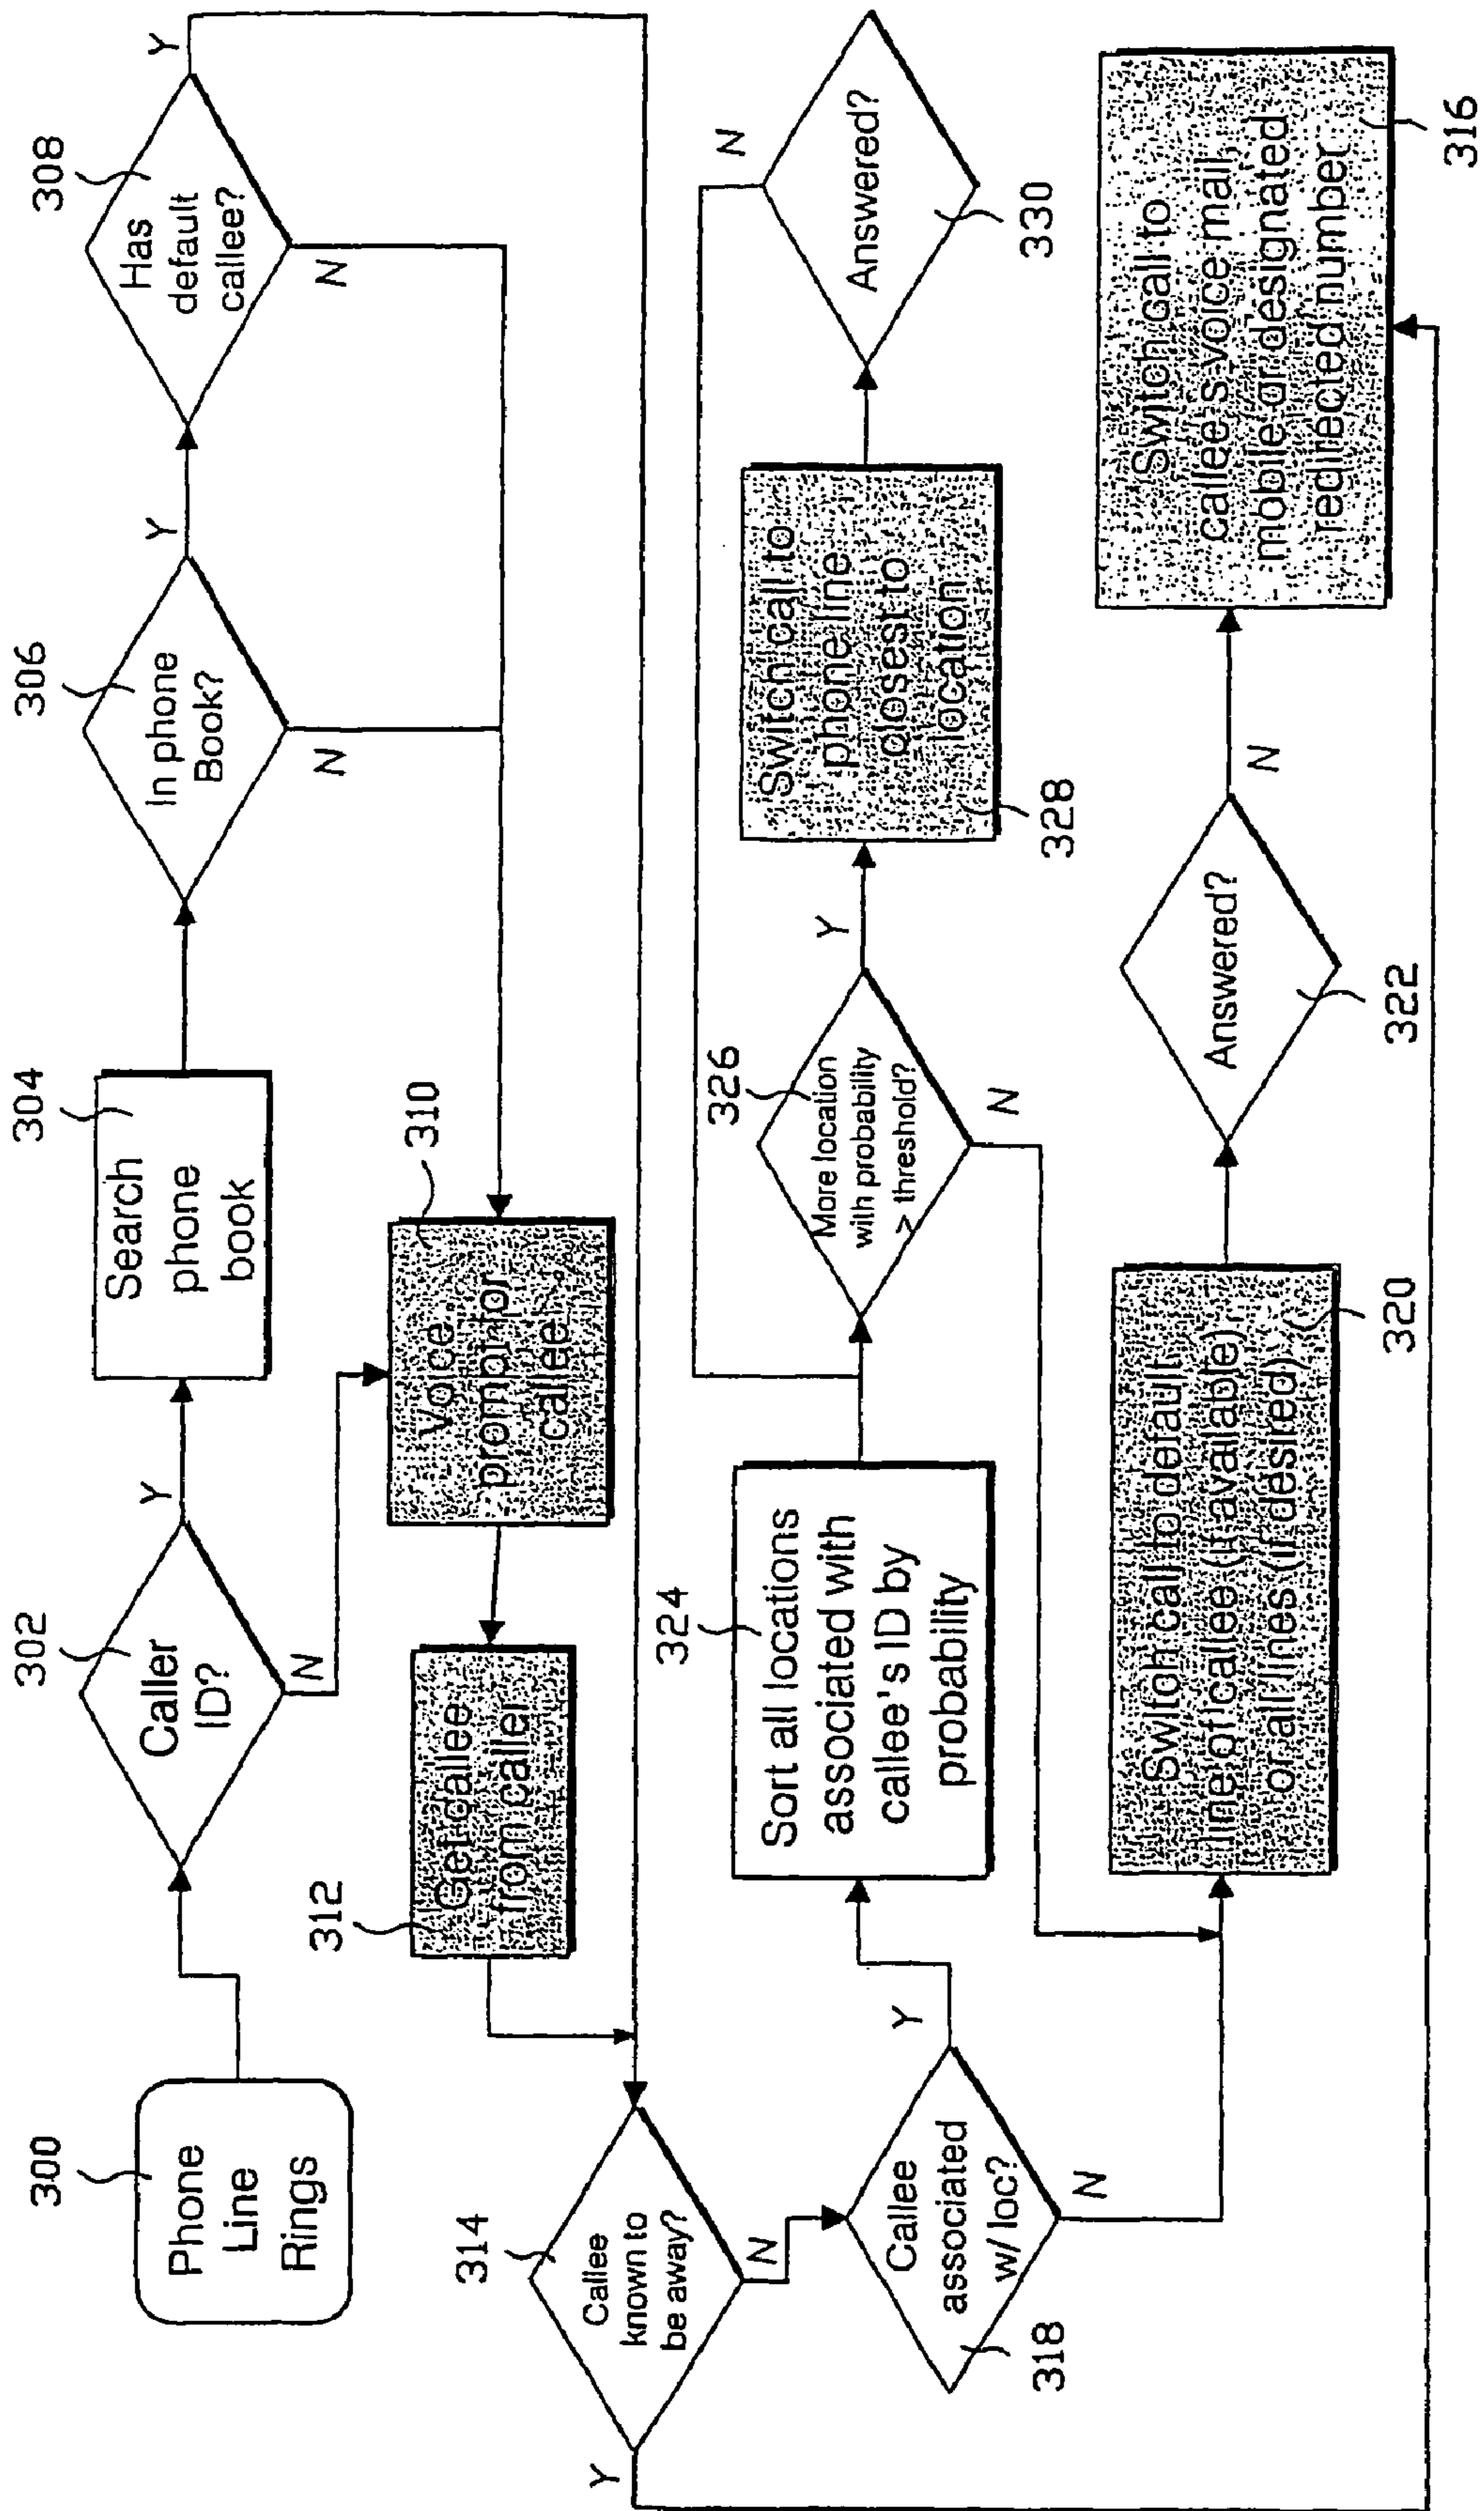 300
Phone
Line
Rings
302
Caller
ID?
Y
N
304
Search
phone
book
306
In phone
Book?
Y
N
308
Has
default
callee?
Y
N
310
Voice
prompt for
callee
312
Get callee
from caller
314
Callee
known to
be away?
Y
N
318
Callee
associated
w/ loc?
Y
N
324
Sort all locations
associated with
callee's ID by
probability
326
More location
with probability
> threshold?
Y
N
328
Switch call to
phone line
closest to
location
330
Answered?
N
320
Switch call to default
line of callee (if available)
or all lines (if desired)
322
Answered?
N
316
Switch call to
callee's voice mail,
mobile or designated
redirected number